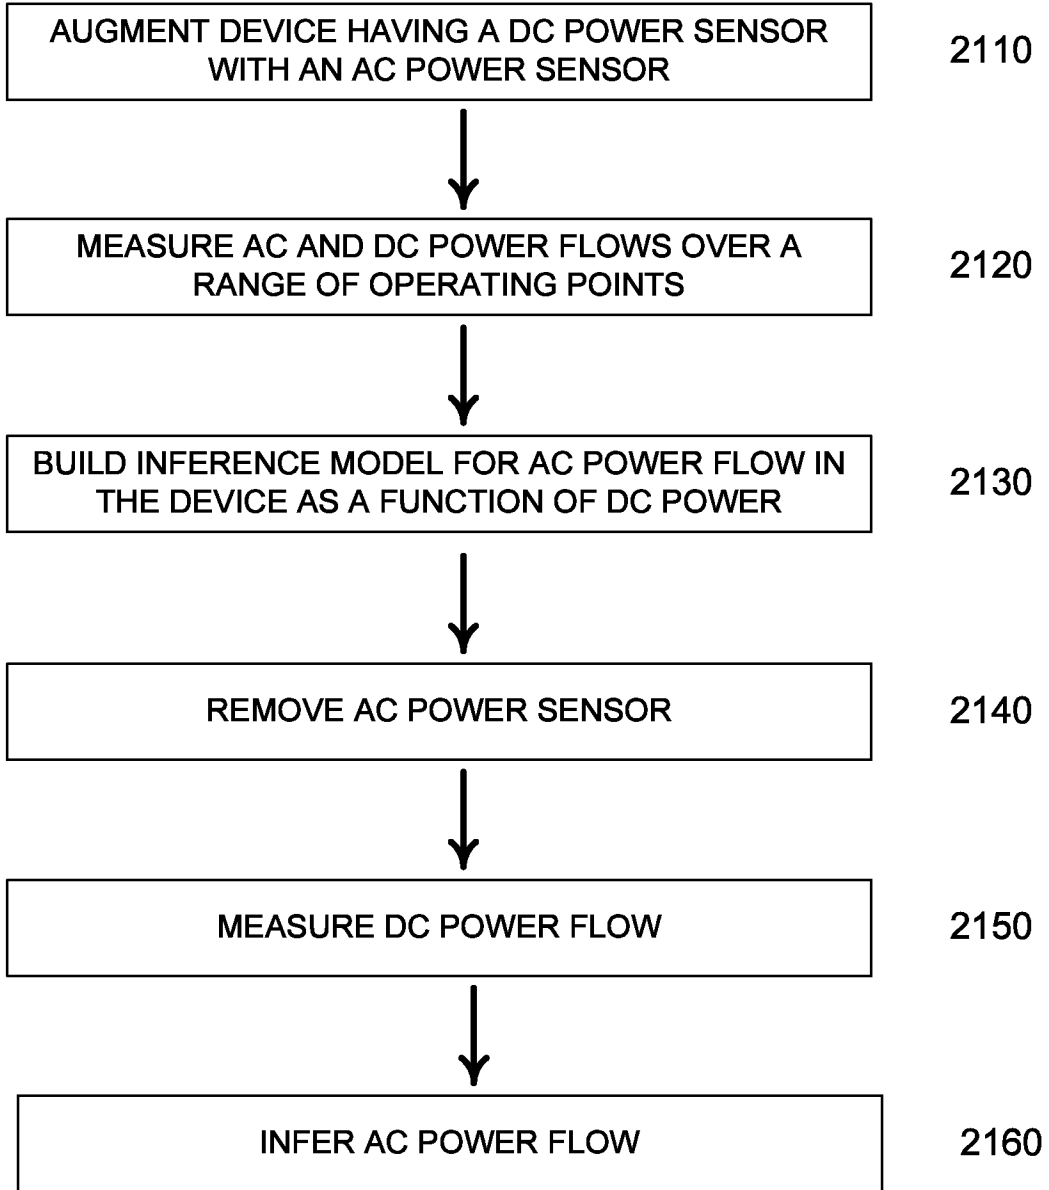 AUGMENT DEVICE HAVING A DC POWER SENSOR
WITH AN AC POWER SENSOR
2110
MEASURE AC AND DC POWER FLOWS OVER A
RANGE OF OPERATING POINTS
2120
BUILD INFERENCE MODEL FOR AC POWER FLOW IN
THE DEVICE AS A FUNCTION OF DC POWER
2130
REMOVE AC POWER SENSOR
2140
MEASURE DC POWER FLOW
2150
INFER AC POWER FLOW
2160